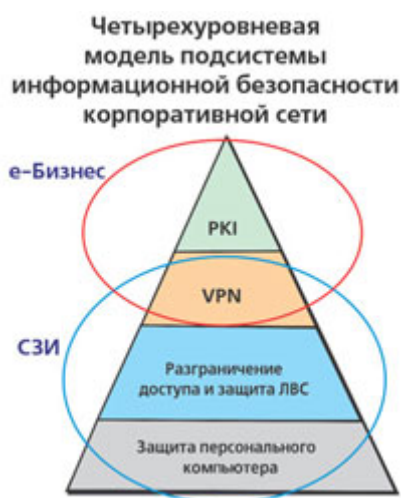 Четырехуровневая
модель подсистемы
информационной безопасности
корпоративной сети
е-Бизнес
PKI
VPN
СЗИ
Разграничение
доступа и защита ЛВС
Защита персонального
компьютера